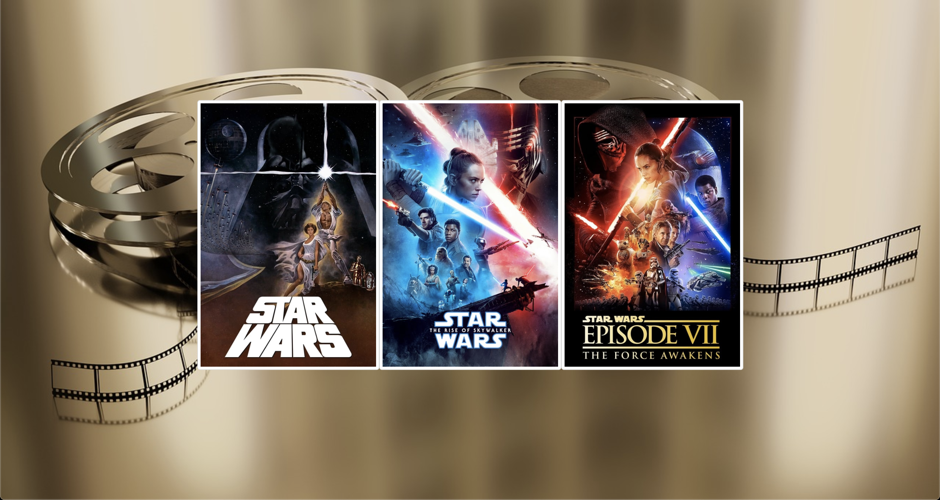 STAR
WARS
STAR
THE RISE OF SKYWALKER
WARS
STAR WARS
EPISODE VII
THE FORCE AWAKENS